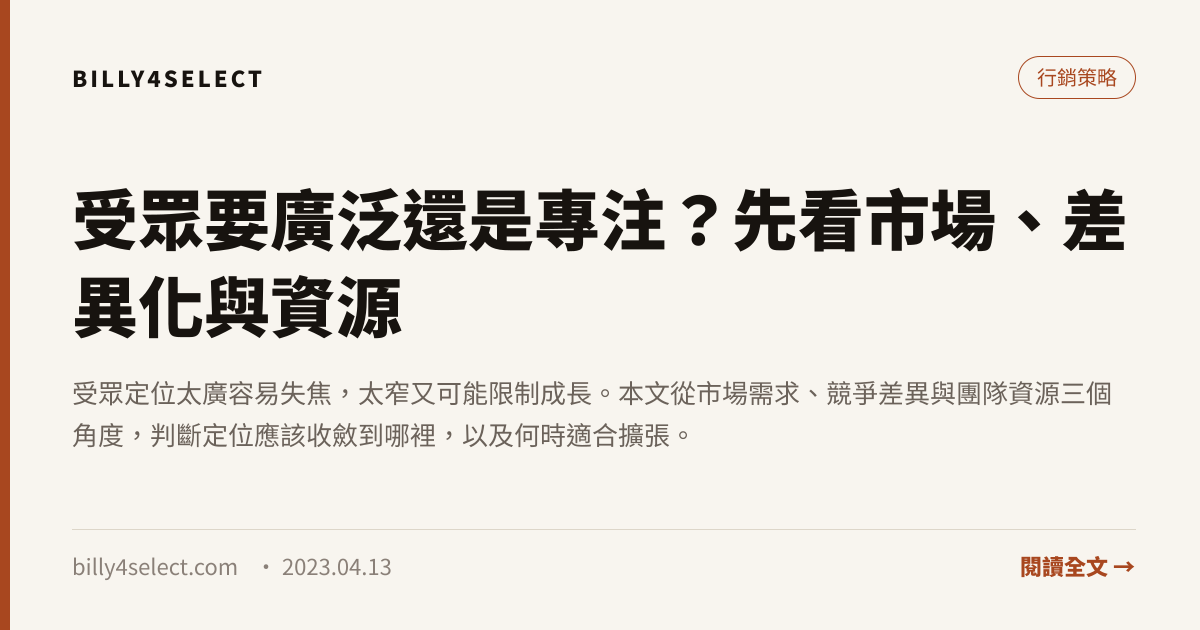 BILLY4SELECT
行銷策略
受眾要廣泛還是專注？先看市場、差
異化與資源
受眾定位太廣容易失焦，太窄又可能限制成長。本文從市場需求、競爭差異與團隊資源三個
角度，判斷定位應該收斂到哪裡，以及何時適合擴張。
billy4select.com ・ 2023.04.13
閱讀全文 →